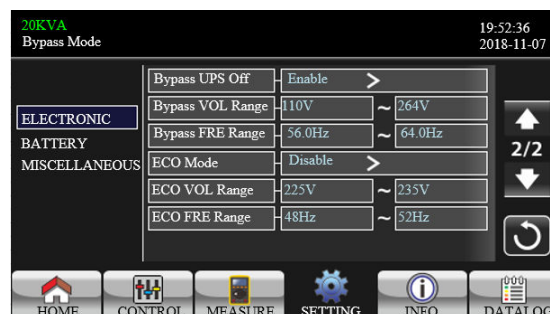 20KVA
Bypass Mode
19:52:36
2018-11-07
ELECTRONIC
BATTERY
MISCELLANEOUS
Bypass UPS Off Enable >
Bypass VOL Range 110V ~ 264V
Bypass FRE Range 56.0Hz ~ 64.0Hz
ECO Mode Disable >
ECO VOL Range 225V ~ 235V
ECO FRE Range 48Hz ~ 52Hz
2/2
HOME CONTROL MEASURE SETTING INFO DATALOG